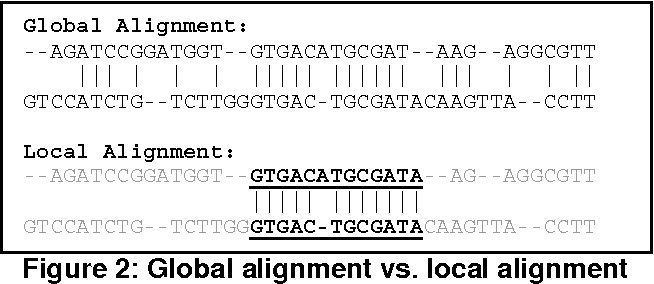 Global Alignment:
--AGATCCGGATGGT--GTGACATGCGAT--AAG--AGGCGTT
GTCCATCTG--TCTTGGGTGAC-TGCGATACAAGTTA--CCTT
Local Alignment:
--AGATCCGGATGGT--GTGACATGCGATA--AG--AGGCGTT
GTCCATCTG--TCTTGGGTGAC-TGCGATACAAGTTA--CCTT
Figure 2: Global alignment vs. local alignment